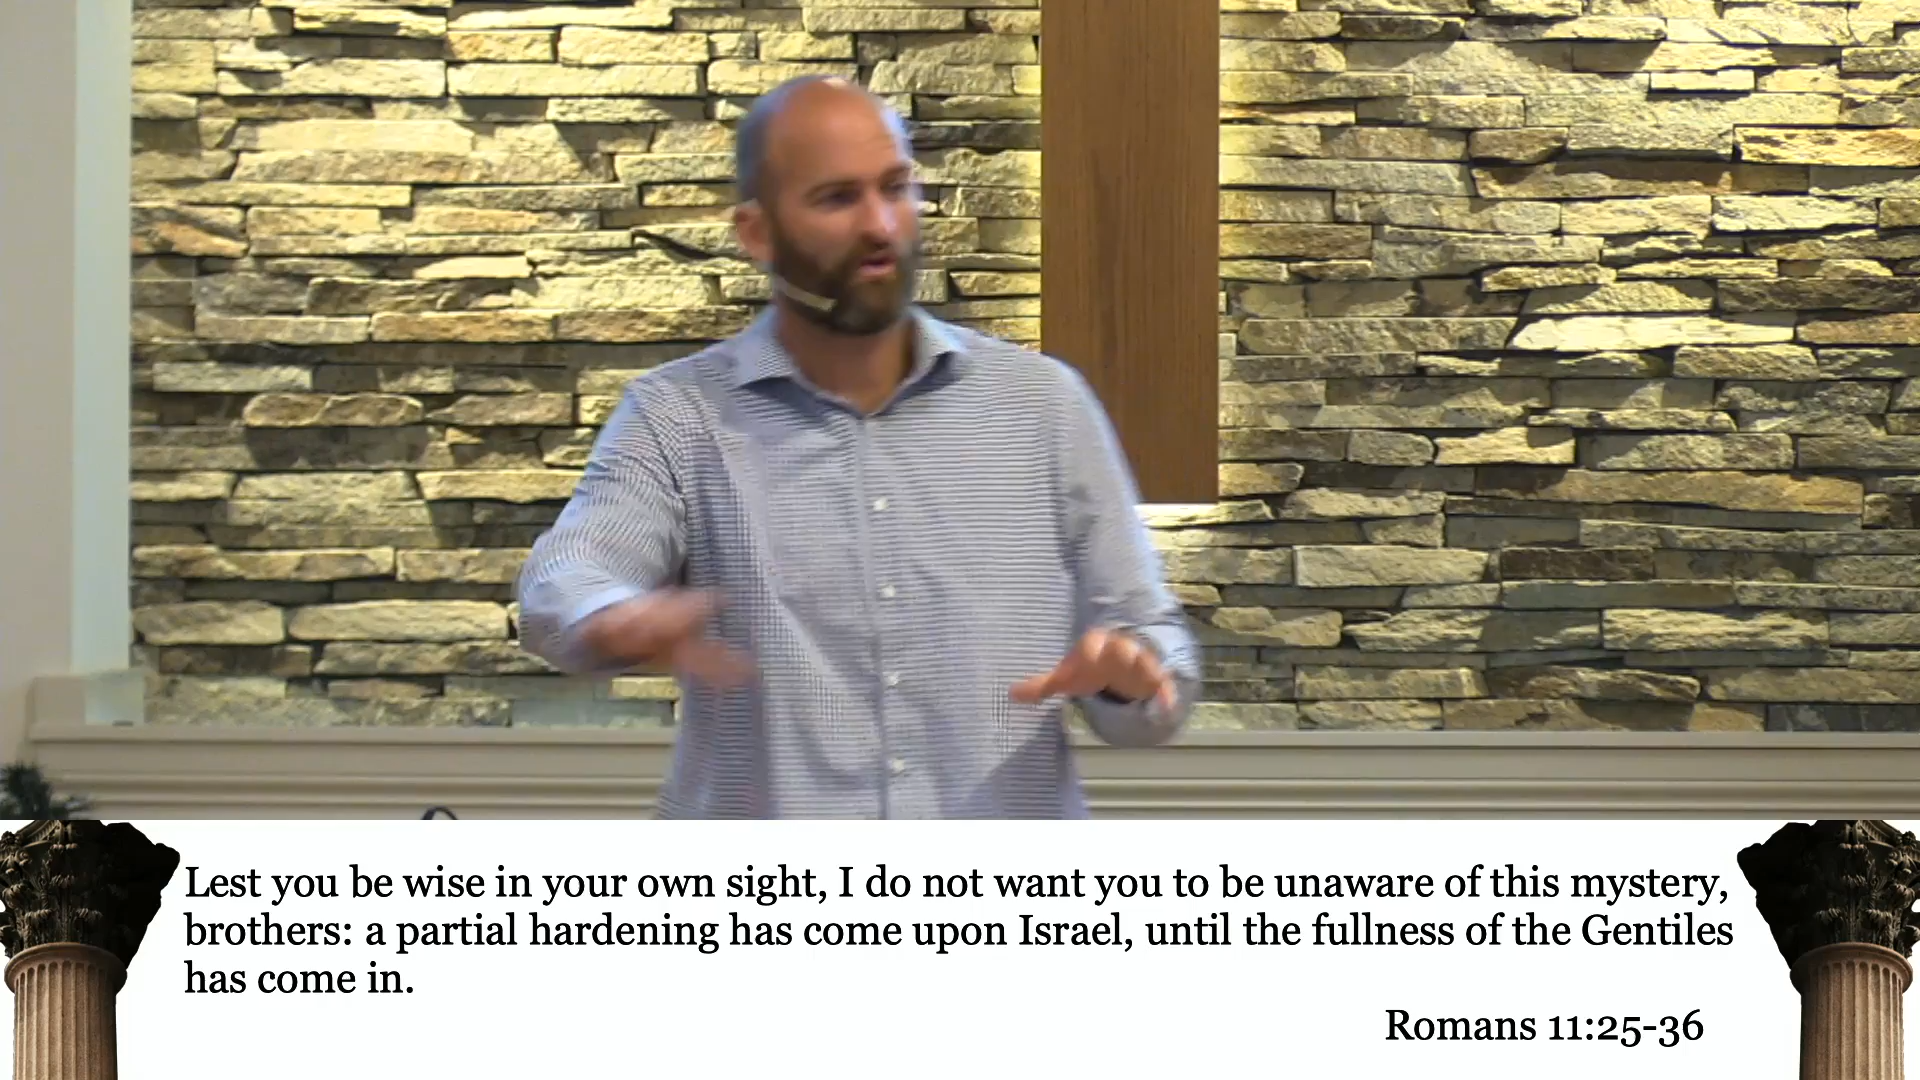 Lest you be wise in your own sight, I do not want you to be unaware of this mystery,
brothers: a partial hardening has come upon Israel, until the fullness of the Gentiles
has come in.
Romans 11:25-36